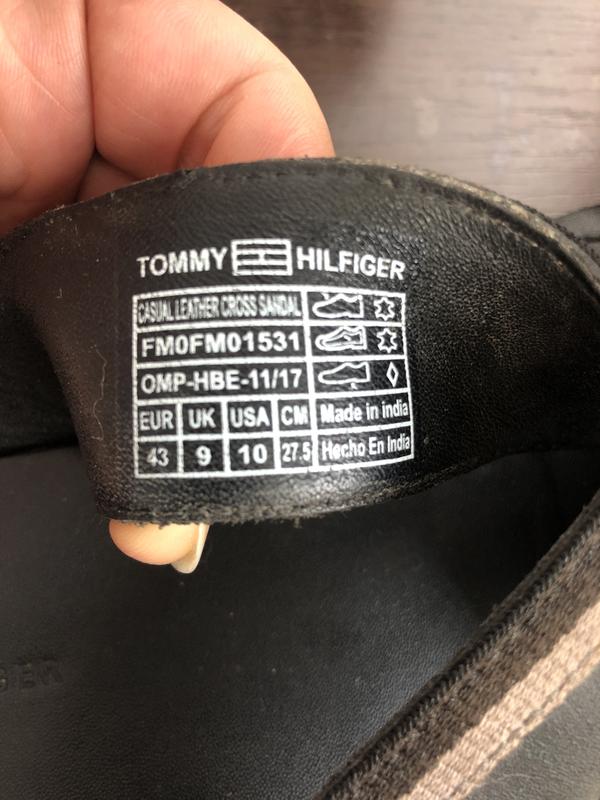 TOMMY HILFIGER
CASUAL LEATHER CROSS SANDAL
FM0FM01531
OMP-HBE-11/17
EUR UK USA CM Made in india
43 9 10 27.5 Hecho En India
GER